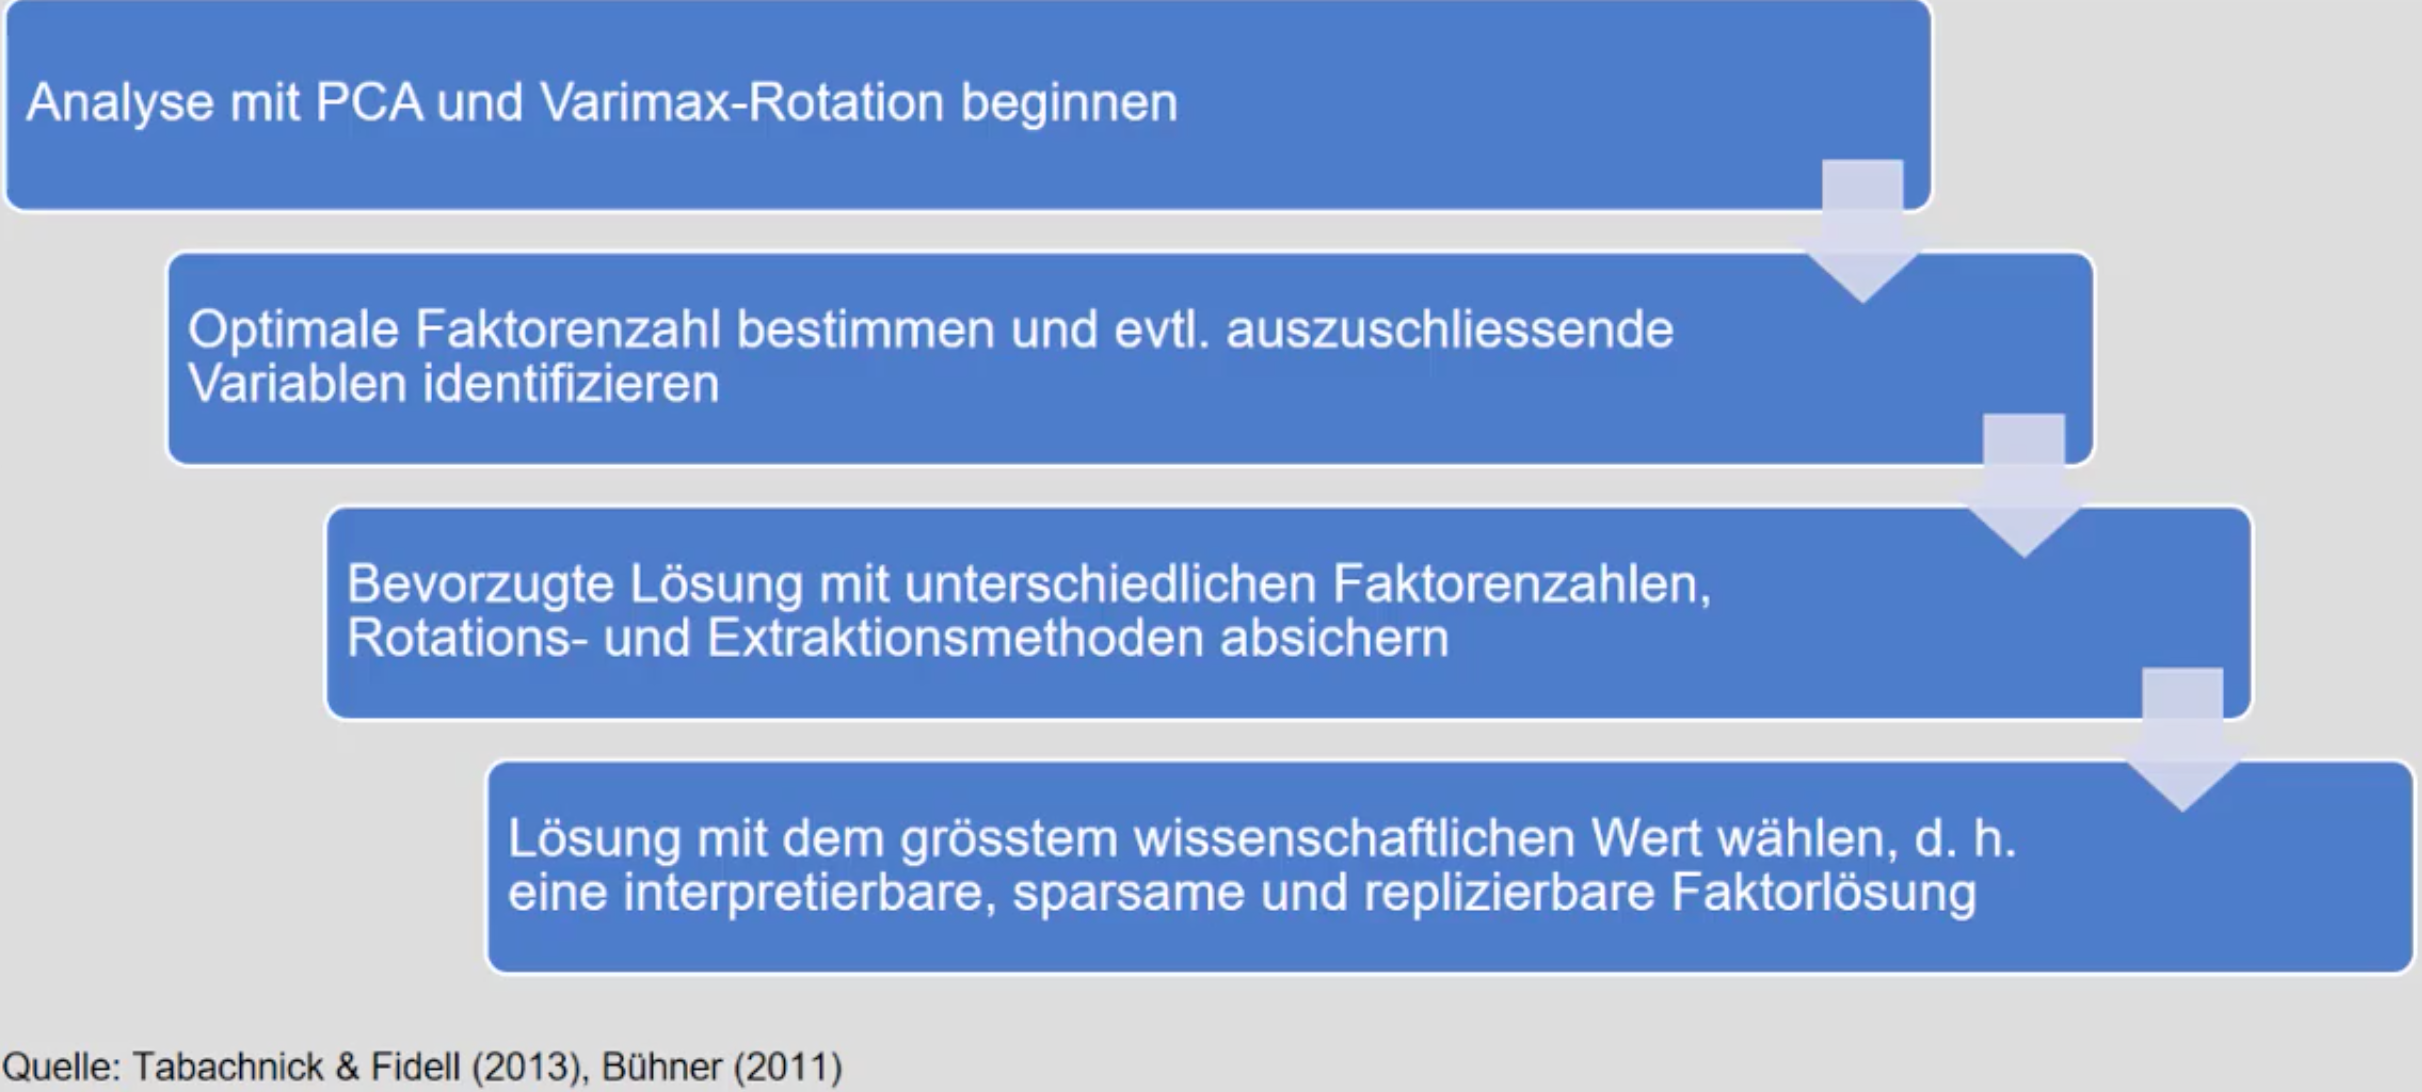 Analyse mit PCA und Varimax-Rotation beginnen
Optimale Faktorenzahl bestimmen und evtl. auszuschliessende
Variablen identifizieren
Bevorzugte Lösung mit unterschiedlichen Faktorenzahlen,
Rotations- und Extraktionsmethoden absichern
Lösung mit dem grösstem wissenschaftlichen Wert wählen, d. h.
eine interpretierbare, sparsame und replizierbare Faktorlösung
Quelle: Tabachnick & Fidell (2013), Bühner (2011)